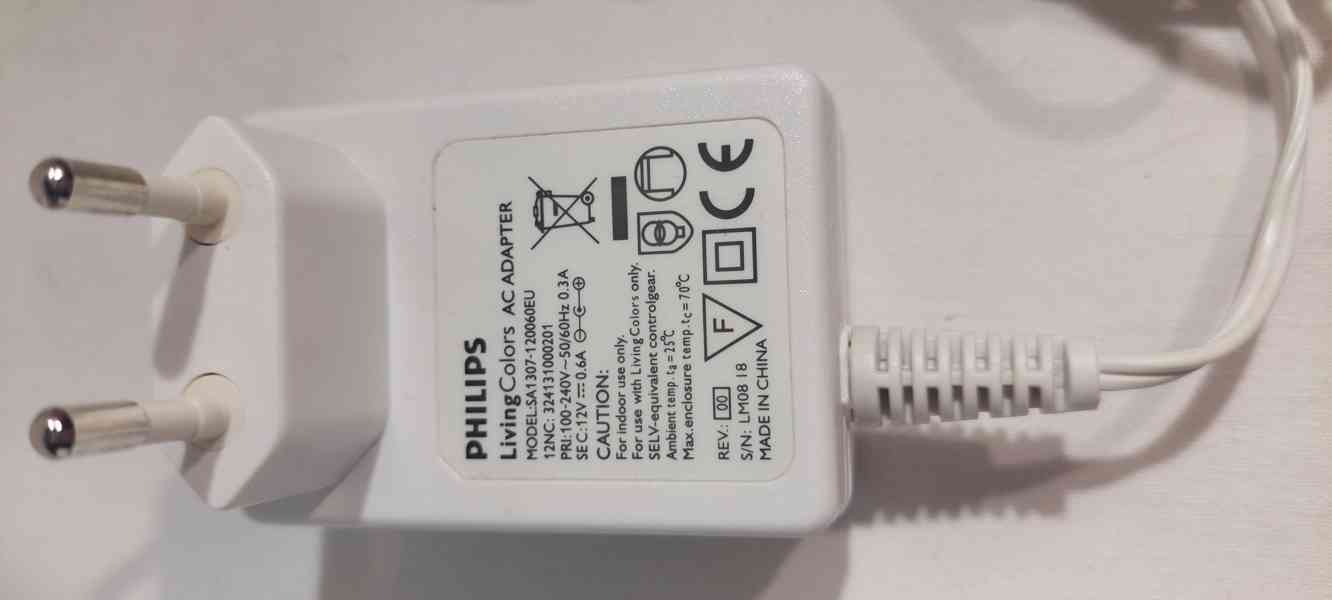 PHILIPS
LivingColors AC ADAPTER
MODEL:SA1307-120060EU
12NC: 324131000201
PRI:100-240V~50/60Hz 0.3A
SEC:12V⎓0.6A
CAUTION:
For indoor use only.
For use with LivingColors only.
SELV-equivalent controlgear.
Ambient temp. ta=25°C
Max.enclosure temp.tc=70°C
F
CE
REV.: 00
S/N: LM08 18
MADE IN CHINA